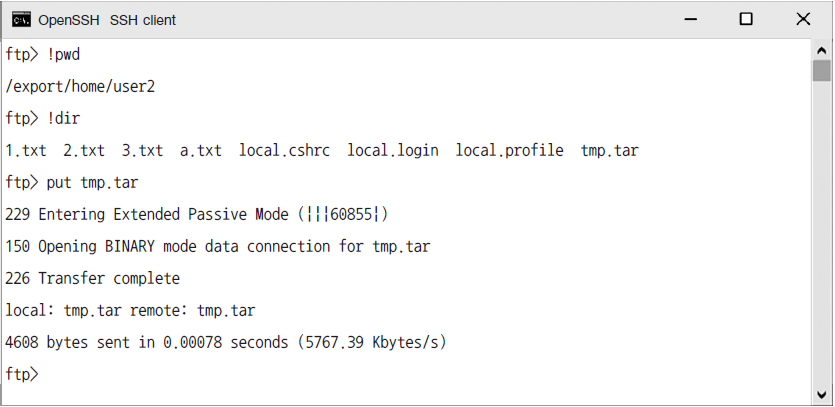 OpenSSH SSH client
ftp> !pwd
/export/home/user2
ftp> !dir
1.txt 2.txt 3.txt a.txt local.cshrc local.login local.profile tmp.tar
ftp> put tmp.tar
229 Entering Extended Passive Mode (|||60855|)
150 Opening BINARY mode data connection for tmp.tar
226 Transfer complete
local: tmp.tar remote: tmp.tar
4608 bytes sent in 0.00078 seconds (5767.39 Kbytes/s)
ftp>